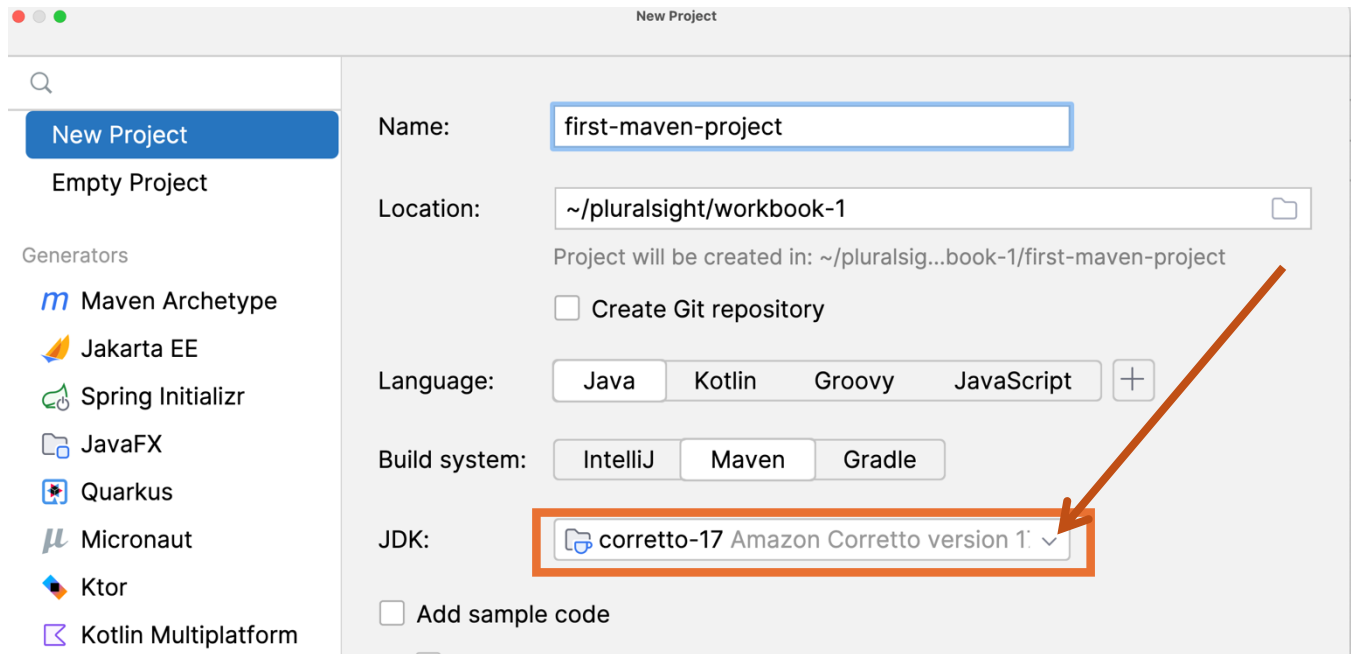 New Project
New Project
Empty Project
Generators
Maven Archetype
Jakarta EE
Spring Initializr
JavaFX
Quarkus
Micronaut
Ktor
Kotlin Multiplatform
Name: first-maven-project
Location: ~/pluralsight/workbook-1
Project will be created in: ~/pluralsig...book-1/first-maven-project
Create Git repository
Language: Java Kotlin Groovy JavaScript
Build system: IntelliJ Maven Gradle
JDK: corretto-17 Amazon Corretto version
Add sample code